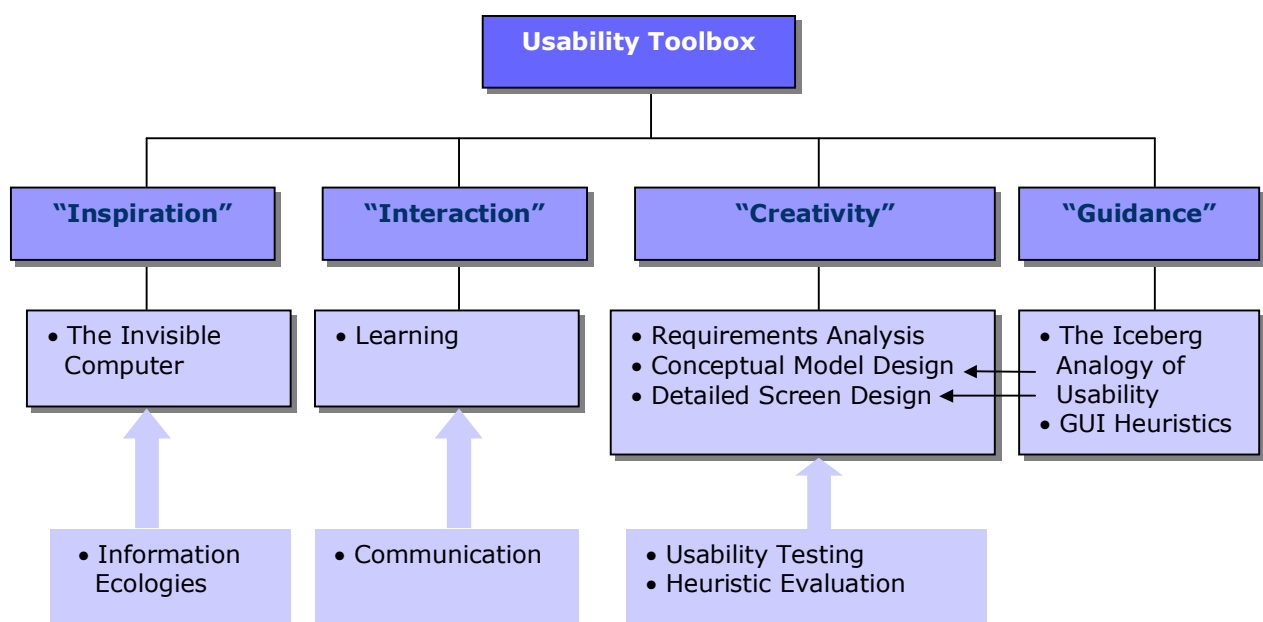 Usability Toolbox
“Inspiration”
“Interaction”
“Creativity”
“Guidance”
• The Invisible
Computer
• Learning
• Requirements Analysis
• Conceptual Model Design
• Detailed Screen Design
• The Iceberg
Analogy of
Usability
• GUI Heuristics
• Information
Ecologies
• Communication
• Usability Testing
• Heuristic Evaluation